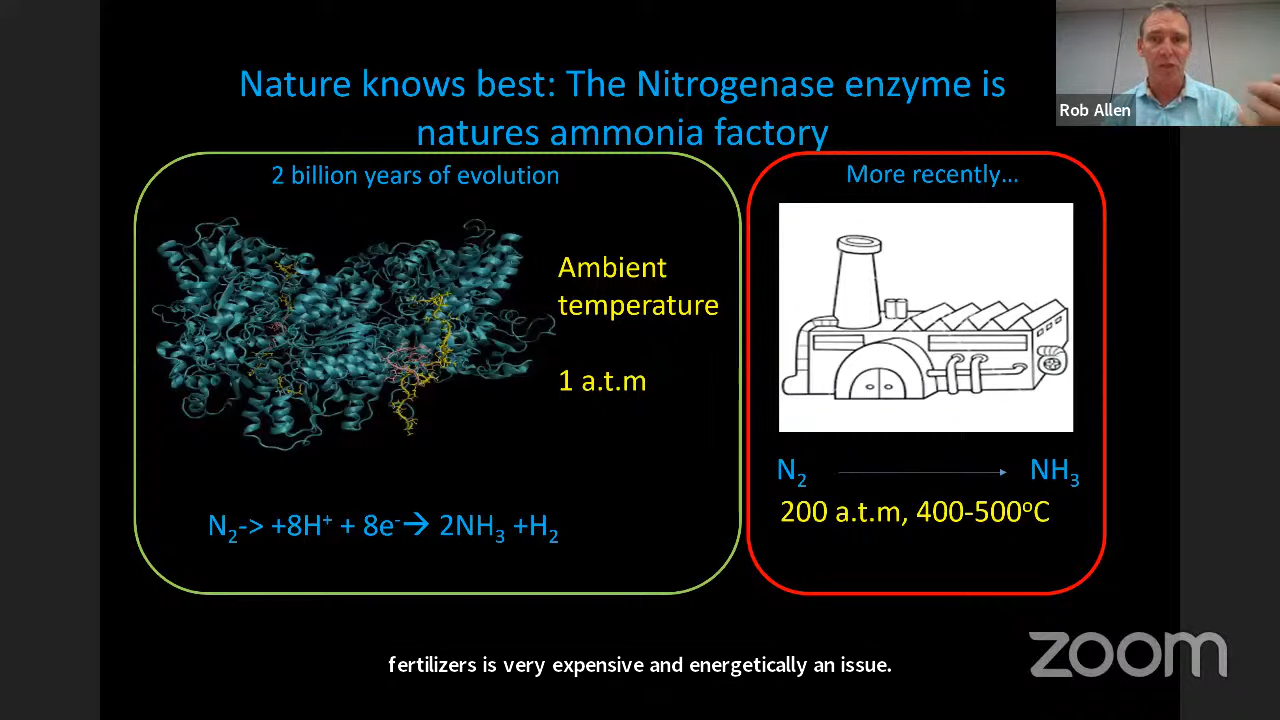 Nature knows best: The Nitrogenase enzyme is
natures ammonia factory
Rob Allen
2 billion years of evolution
Ambient
temperature
1 a.t.m
N₂-> +8H⁺ + 8e⁻→ 2NH₃ +H₂
More recently...
N₂ → NH₃
200 a.t.m, 400-500ᵒC
fertilizers is very expensive and energetically an issue.
zoom